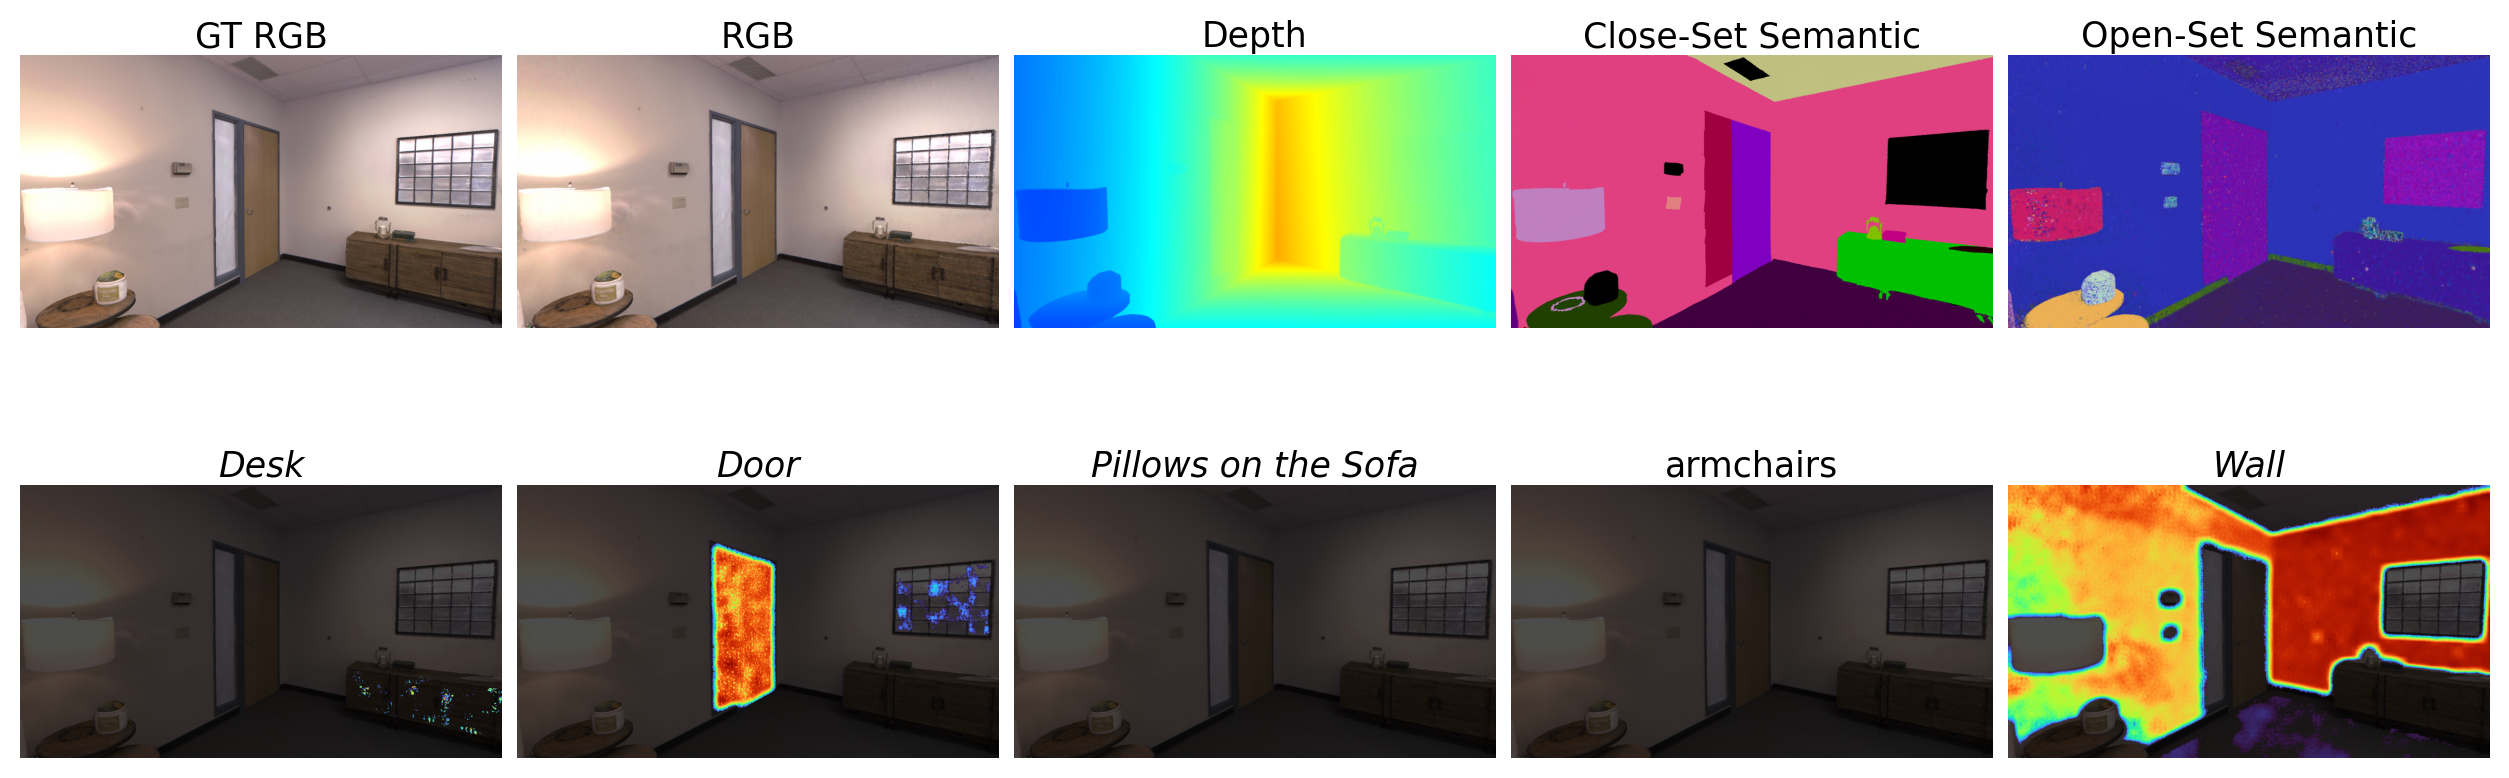 GT RGB
RGB
Depth
Close-Set Semantic
Open-Set Semantic
Desk
Door
Pillows on the Sofa
armchairs
Wall